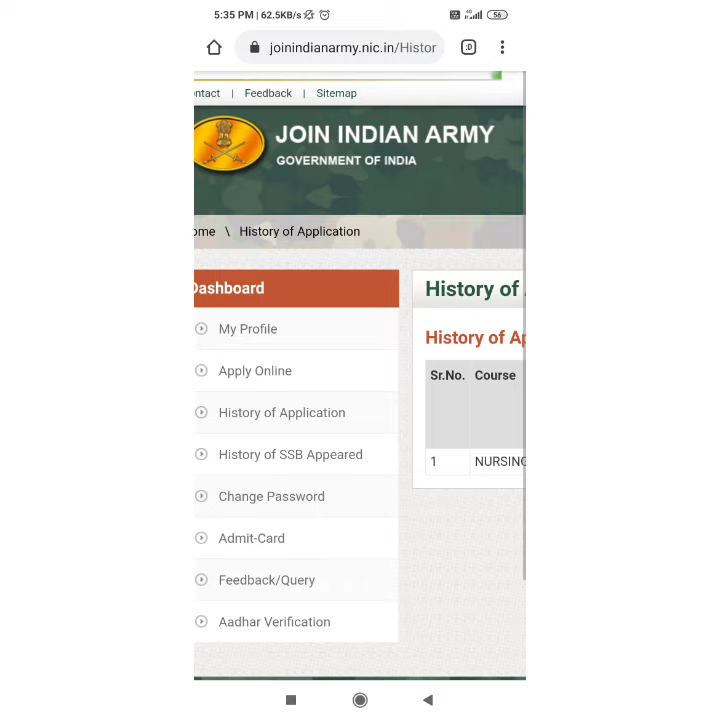 5:35 PM | 62.5KB/s
4G
56
joinindianarmy.nic.in/Histor
:D
ntact | Feedback | Sitemap
JOIN INDIAN ARMY
GOVERNMENT OF INDIA
ome \ History of Application
Dashboard
History of
My Profile
History of Ap
Apply Online
Sr.No. Course
History of Application
History of SSB Appeared
1 NURSING
Change Password
Admit-Card
Feedback/Query
Aadhar Verification